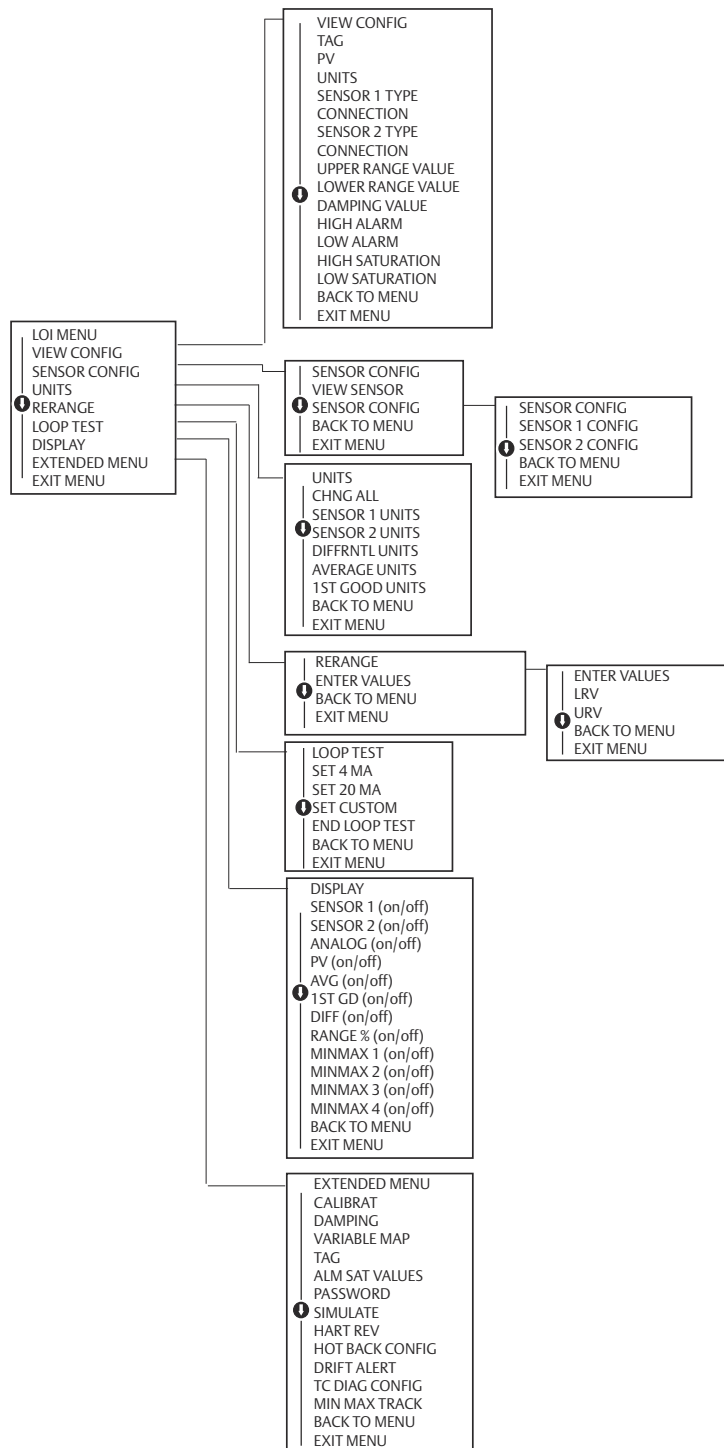 VIEW CONFIG
TAG
PV
UNITS
SENSOR 1 TYPE
CONNECTION
SENSOR 2 TYPE
CONNECTION
UPPER RANGE VALUE
LOWER RANGE VALUE
DAMPING VALUE
HIGH ALARM
LOW ALARM
HIGH SATURATION
LOW SATURATION
BACK TO MENU
EXIT MENU
LOI MENU
VIEW CONFIG
SENSOR CONFIG
UNITS
RERANGE
LOOP TEST
DISPLAY
EXTENDED MENU
EXIT MENU
SENSOR CONFIG
VIEW SENSOR
SENSOR CONFIG
BACK TO MENU
EXIT MENU
SENSOR CONFIG
SENSOR 1 CONFIG
SENSOR 2 CONFIG
BACK TO MENU
EXIT MENU
UNITS
CHNG ALL
SENSOR 1 UNITS
SENSOR 2 UNITS
DIFFRNTL UNITS
AVERAGE UNITS
1ST GOOD UNITS
BACK TO MENU
EXIT MENU
RERANGE
ENTER VALUES
BACK TO MENU
EXIT MENU
ENTER VALUES
LRV
URV
BACK TO MENU
EXIT MENU
LOOP TEST
SET 4 MA
SET 20 MA
SET CUSTOM
END LOOP TEST
BACK TO MENU
EXIT MENU
DISPLAY
SENSOR 1 (on/off)
SENSOR 2 (on/off)
ANALOG (on/off)
PV (on/off)
AVG (on/off)
1ST GD (on/off)
DIFF (on/off)
RANGE % (on/off)
MINMAX 1 (on/off)
MINMAX 2 (on/off)
MINMAX 3 (on/off)
MINMAX 4 (on/off)
BACK TO MENU
EXIT MENU
EXTENDED MENU
CALIBRAT
DAMPING
VARIABLE MAP
TAG
ALM SAT VALUES
PASSWORD
SIMULATE
HART REV
HOT BACK CONFIG
DRIFT ALERT
TC DIAG CONFIG
MIN MAX TRACK
BACK TO MENU
EXIT MENU